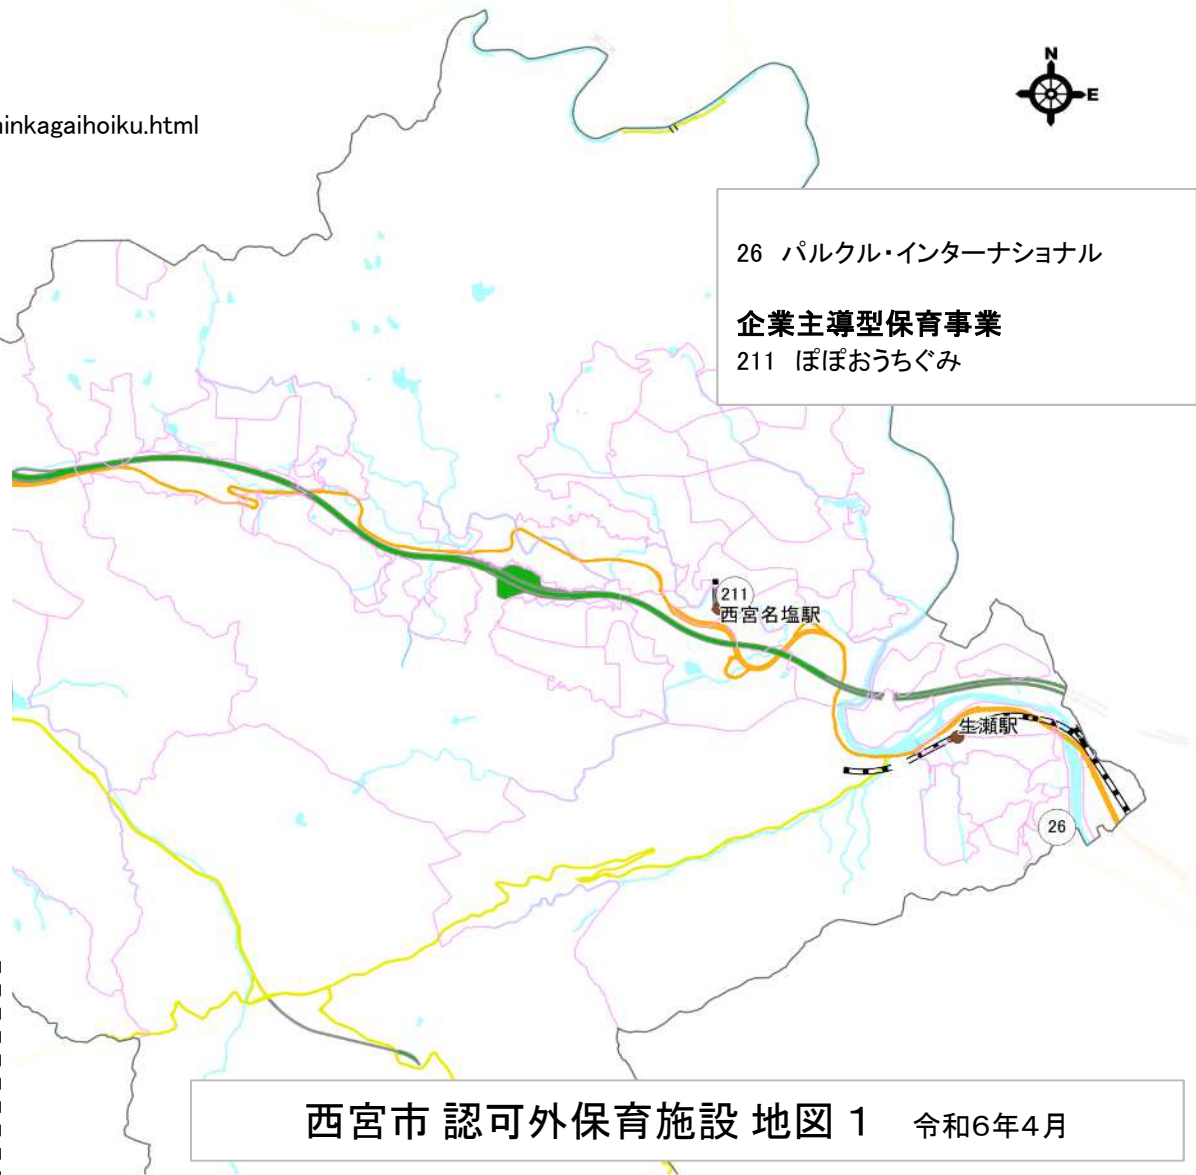 N
E
inkagaihoiku.html
26 パルクル・インターナショナル
企業主導型保育事業
211 ぽぽおうちぐみ
211
西宮名塩駅
生瀬駅
26
西宮市 認可外保育施設 地図 1 令和6年4月